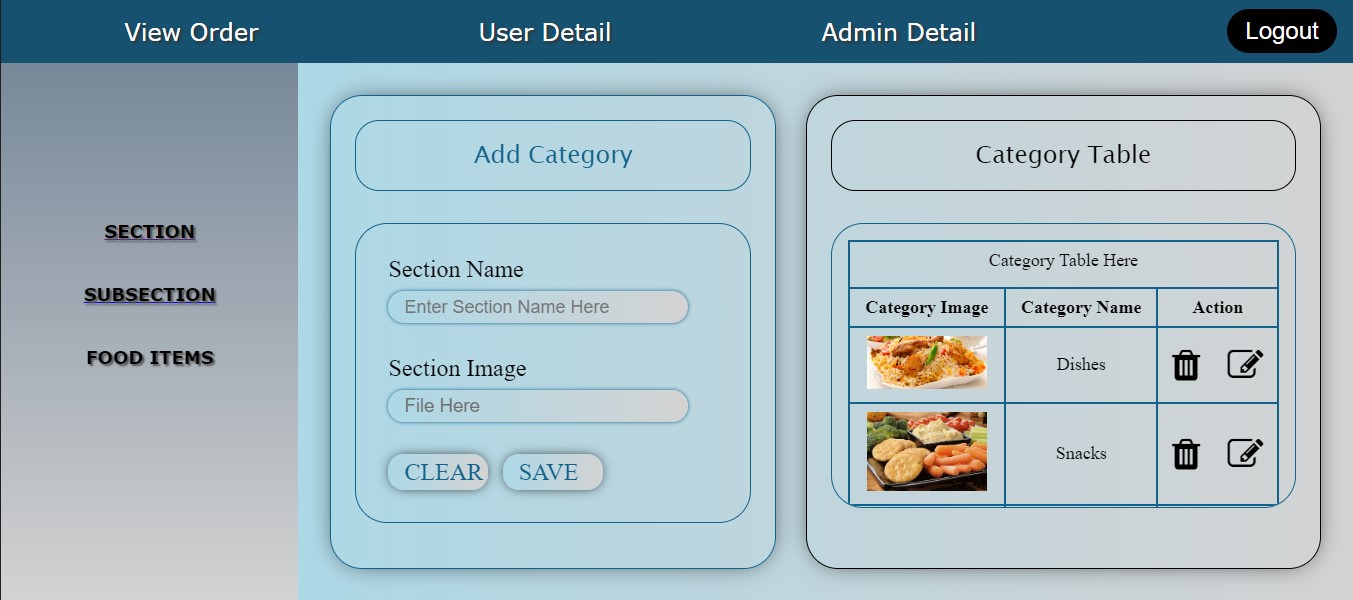 View Order
User Detail
Admin Detail
Logout
SECTION
SUBSECTION
FOOD ITEMS
Add Category
Section Name
Enter Section Name Here
Section Image
File Here
CLEAR
SAVE
Category Table
Category Table Here
Category Image
Category Name
Action
Dishes
Snacks